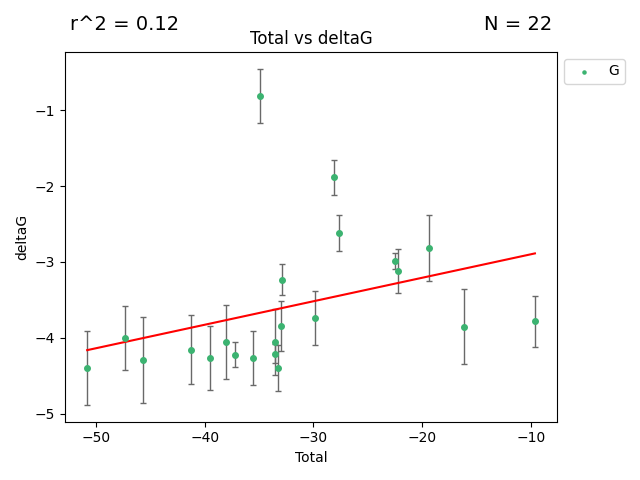 r^2 = 0.12
N = 22
Total vs deltaG
G
−1
−2
−3
−4
−5
deltaG
−50
−40
−30
−20
−10
Total